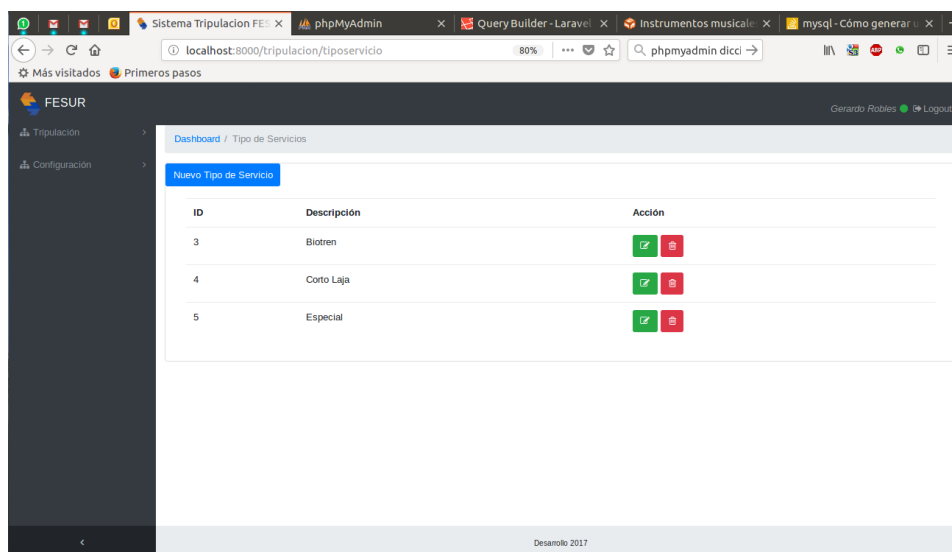 Sistema Tripulacion FES
phpMyAdmin
Query Builder - Laravel
Instrumentos musicale
mysql - Cómo generar u
localhost:8000/tripulacion/tiposervicio
80%
phpmyadmin dicci
Más visitados
Primeros pasos
FESUR
Gerardo Robles
Logout
Tripulación
Configuración
Dashboard / Tipo de Servicios
Nuevo Tipo de Servicio
ID Descripción Acción
3 Biotren
4 Corto Laja
5 Especial
Desarrollo 2017